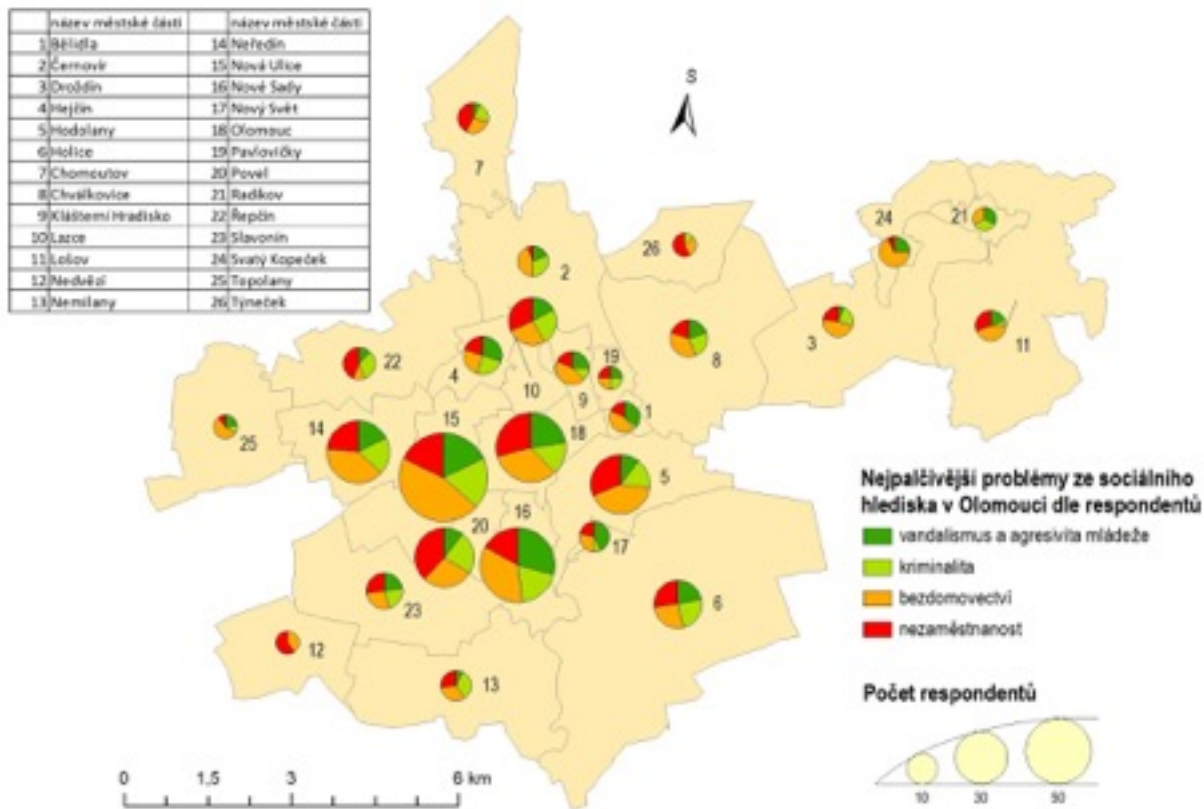 název městské části název městské části
1 Bělidla 14 Neředín
2 Černovír 15 Nová Ulice
3 Droždín 16 Nové Sady
4 Hejčín 17 Nový Svět
5 Hodolany 18 Olomouc
6 Holice 19 Pavlovičky
7 Chomoutov 20 Povel
8 Chválkovice 21 Radíkov
9 Klášterní Hradisko 22 Řepčín
10 Lazce 23 Slavonín
11 Lošov 24 Svatý Kopeček
12 Nedvězí 25 Topolany
13 Nemilany 26 Týneček
S
7
24
21
26
2
3
11
8
22
4
19
10
9
1
25
14
15
18
5
16
20
17
23
6
12
13
Nejpalčivější problémy ze sociálního
hlediska v Olomouci dle respondentů
vandalismus a agresivita mládeže
kriminalita
bezdomovectví
nezaměstnanost
Počet respondentů
10 30 50
0 1,5 3 6 km